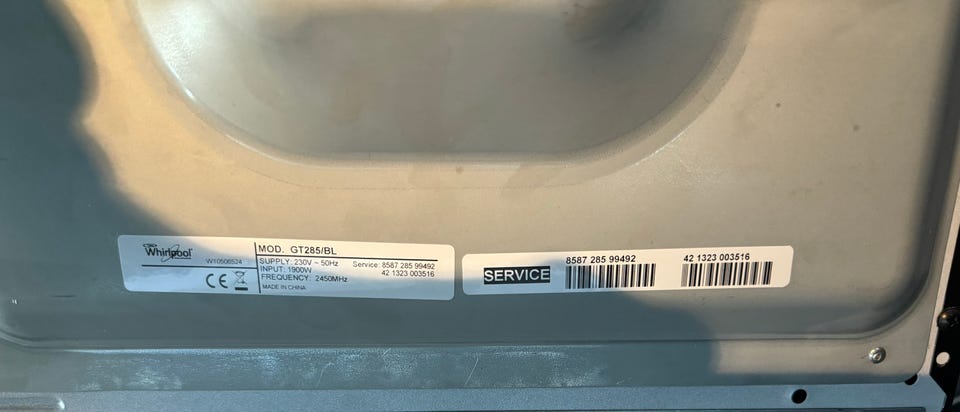 Whirlpool
W10506524
CE
MOD. GT285/BL
SUPPLY: 230V ~ 50Hz
INPUT: 1900W
FREQUENCY: 2450MHz
MADE IN CHINA
Service: 8587 285 99492
42 1323 003516
SERVICE
8587 285 99492
42 1323 003516